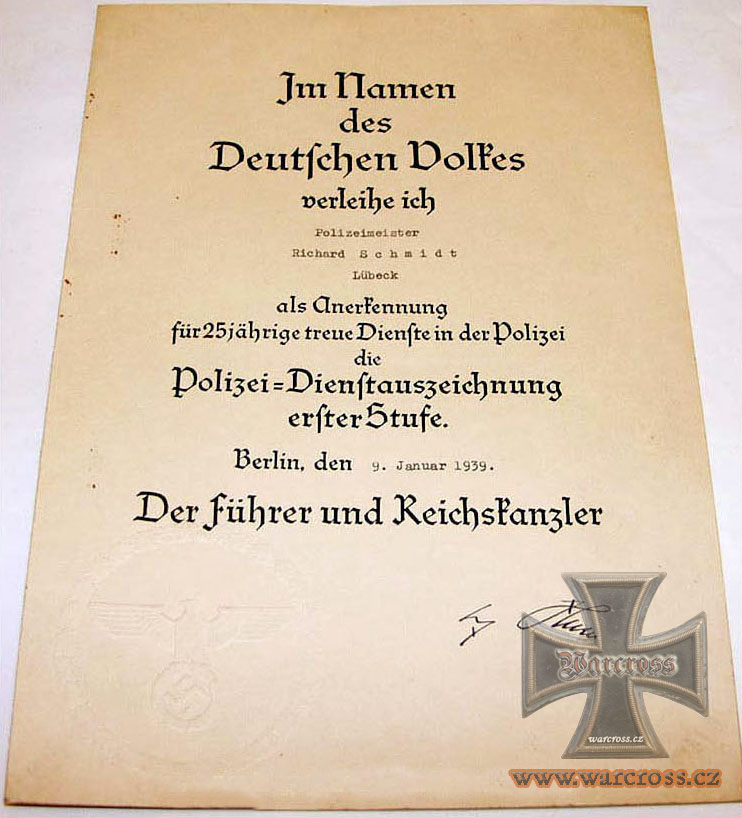 Im Namen
des
Deutschen Volkes
verleihe ich
Polizeimeister
Richard S c h m i d t
Lübeck
als Anerkennung
für 25jährige treue Dienste in der Polizei
die
Polizei=Dienstauszeichnung
erster Stufe.
Berlin, den 9. Januar 1939.
Der Führer und Reichskanzler
Warcross
warcross.cz
www.warcross.cz